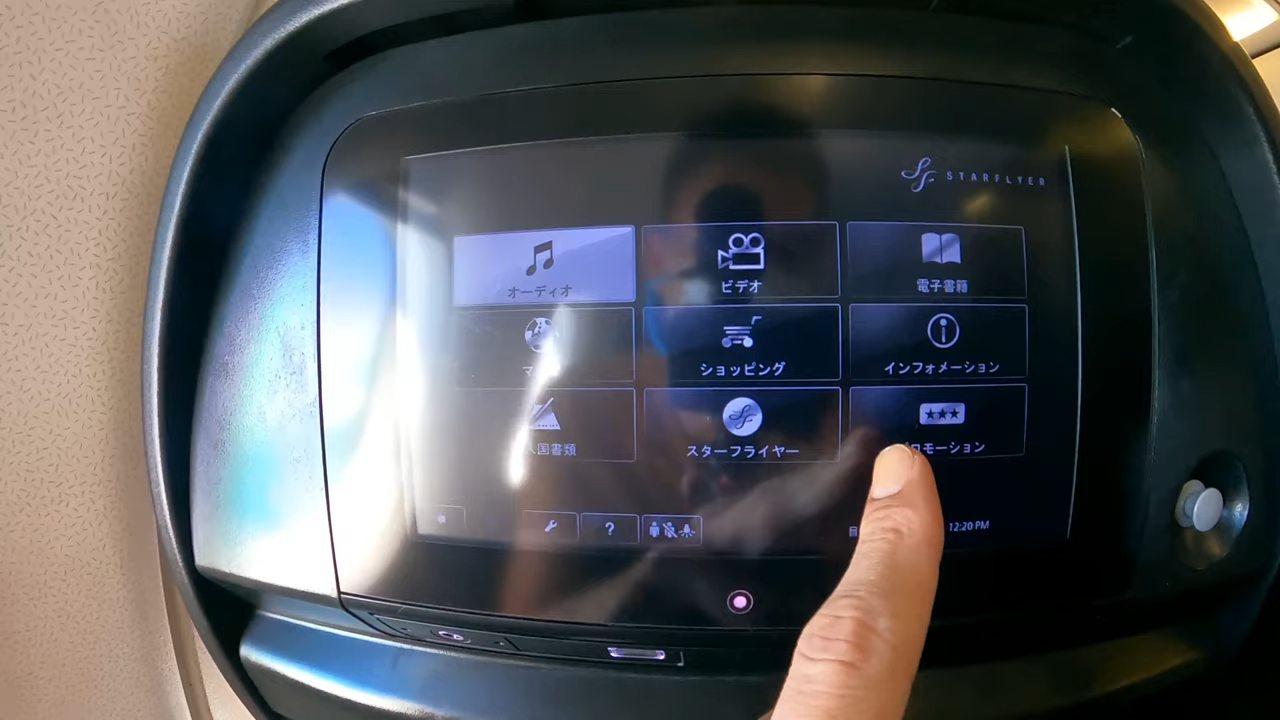 STARFLYER
オーディオ
ビデオ
電子書籍
ショッピング
インフォメーション
国書類
スターフライヤー
モーション
?
12:20 PM